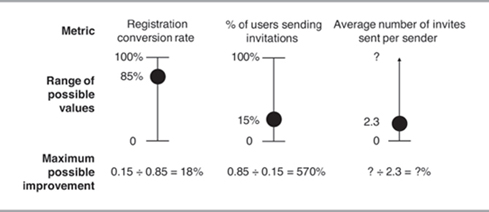 Metric
Registration conversion rate
% of users sending invitations
Average number of invites sent per sender
Range of possible values
100%
85%
0
100%
15%
0
?
2.3
0
Maximum possible improvement
0.15 ÷ 0.85 = 18%
0.85 ÷ 0.15 = 570%
? ÷ 2.3 = ?%